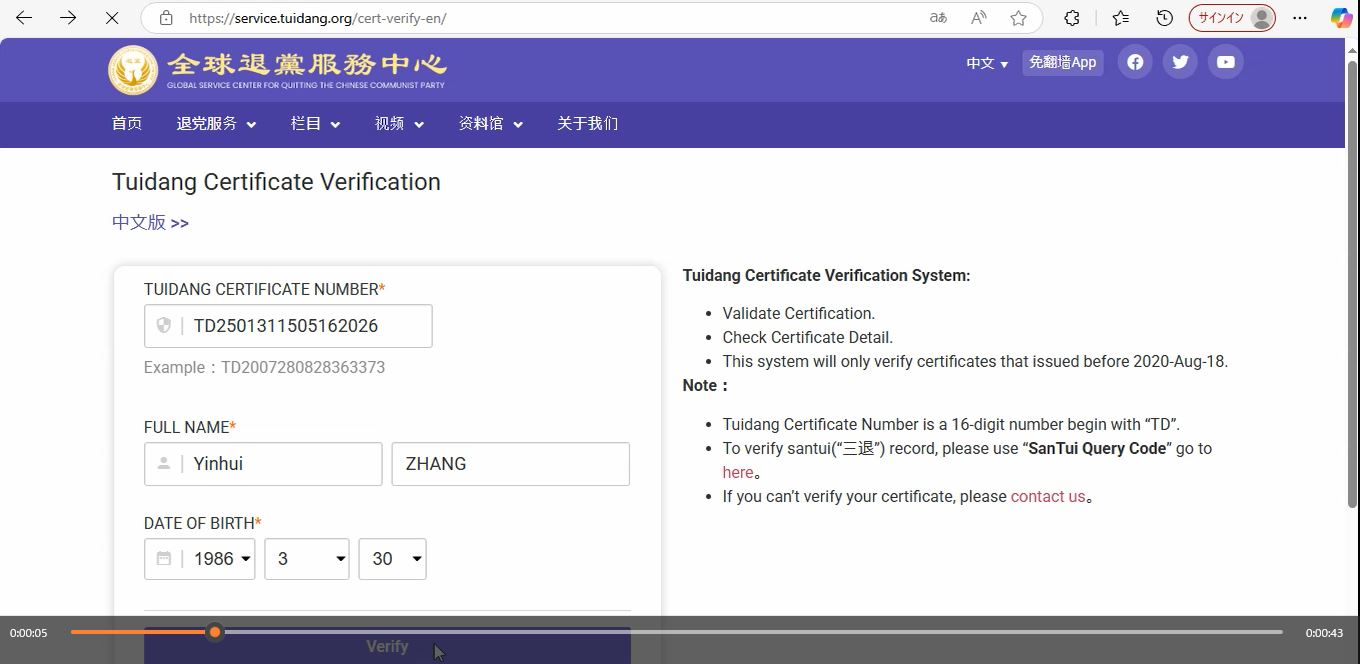 https://service.tuidang.org/cert-verify-en/
サインイン
全球退黨服務中心
GLOBAL SERVICE CENTER FOR QUITTING THE CHINESE COMMUNIST PARTY
中文
免翻墙App
首页 退党服务 栏目 视频 资料馆 关于我们
Tuidang Certificate Verification
中文版 >>
TUIDANG CERTIFICATE NUMBER*
TD2501311505162026
Example：TD2007280828363373
FULL NAME*
Yinhui ZHANG
DATE OF BIRTH*
1986 3 30
Verify
Tuidang Certificate Verification System:
Validate Certification.
Check Certificate Detail.
This system will only verify certificates that issued before 2020-Aug-18.
Note：
Tuidang Certificate Number is a 16-digit number begin with “TD”.
To verify santui(“三退”) record, please use “SanTui Query Code” go to
here。
If you can’t verify your certificate, please contact us。
0:00:05
0:00:43